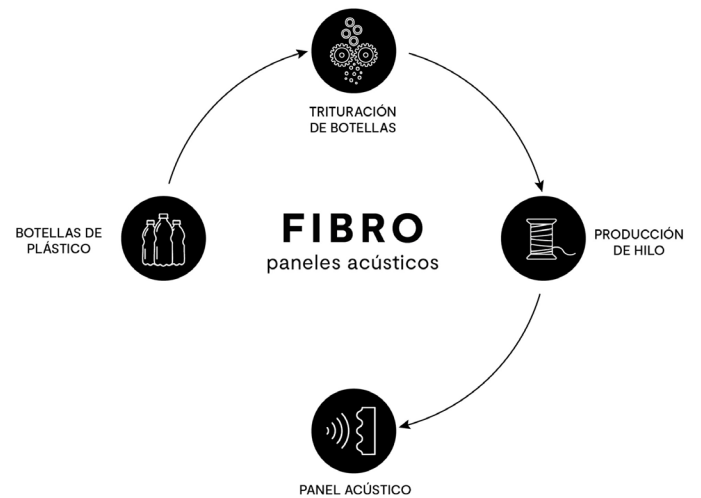 TRITURACIÓN
DE BOTELLAS
BOTELLAS DE
PLÁSTICO
FIBRO
paneles acústicos
PRODUCCIÓN
DE HILO
PANEL ACÚSTICO